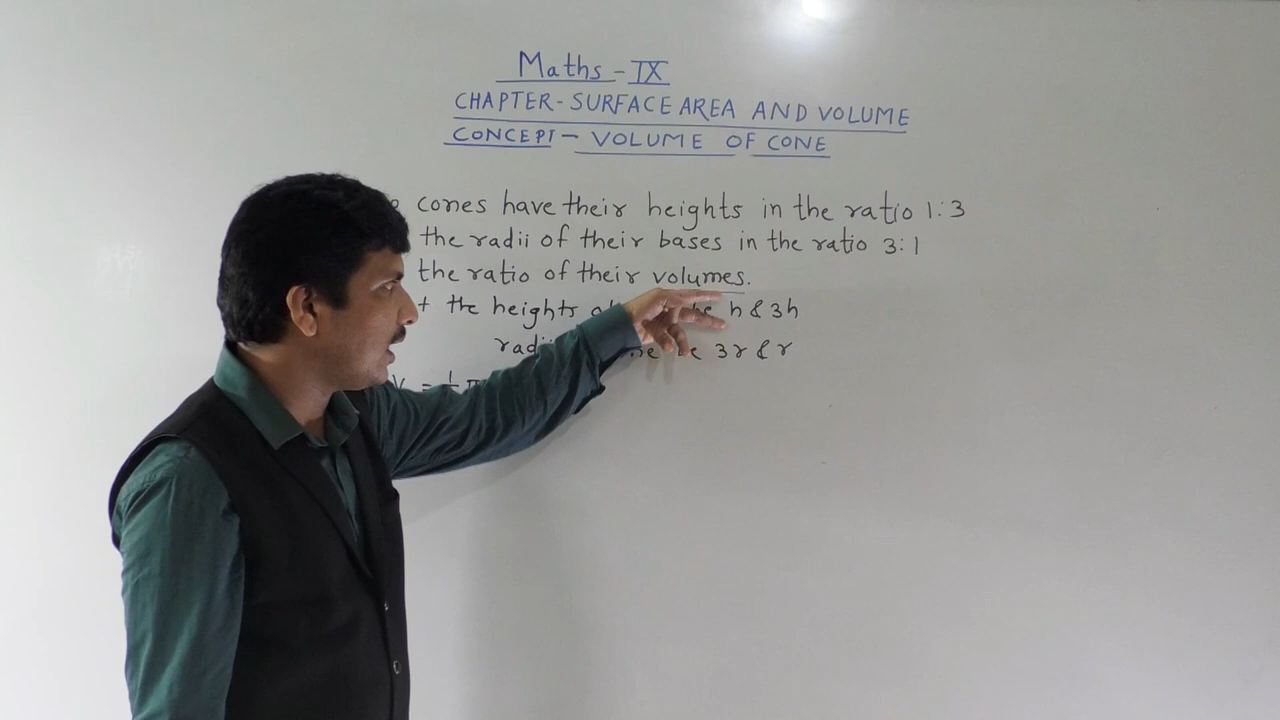 Maths - IX
CHAPTER - SURFACE AREA AND VOLUME
CONCEPT - VOLUME OF CONE
cones have their heights in the ratio 1:3
the radii of their bases in the ratio 3:1
the ratio of their volumes.
the heights h & 3h
3r & r